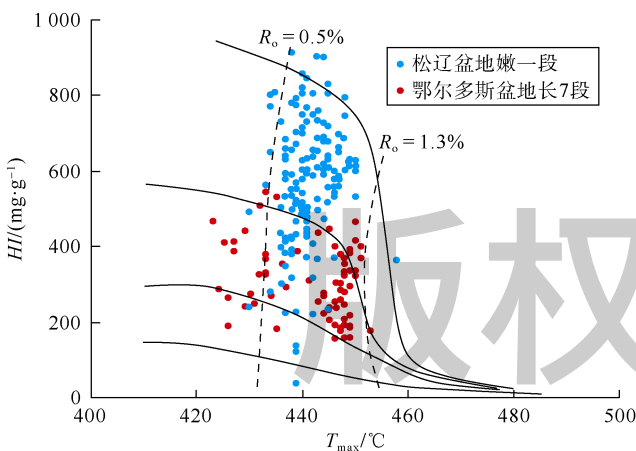 1 000
800
600
400
200
0
HI/(mg·g⁻¹)
Rₒ = 0.5%
松辽盆地嫩一段
鄂尔多斯盆地长7段
Rₒ = 1.3%
版权
400
420
440
460
480
500
Tmax/℃